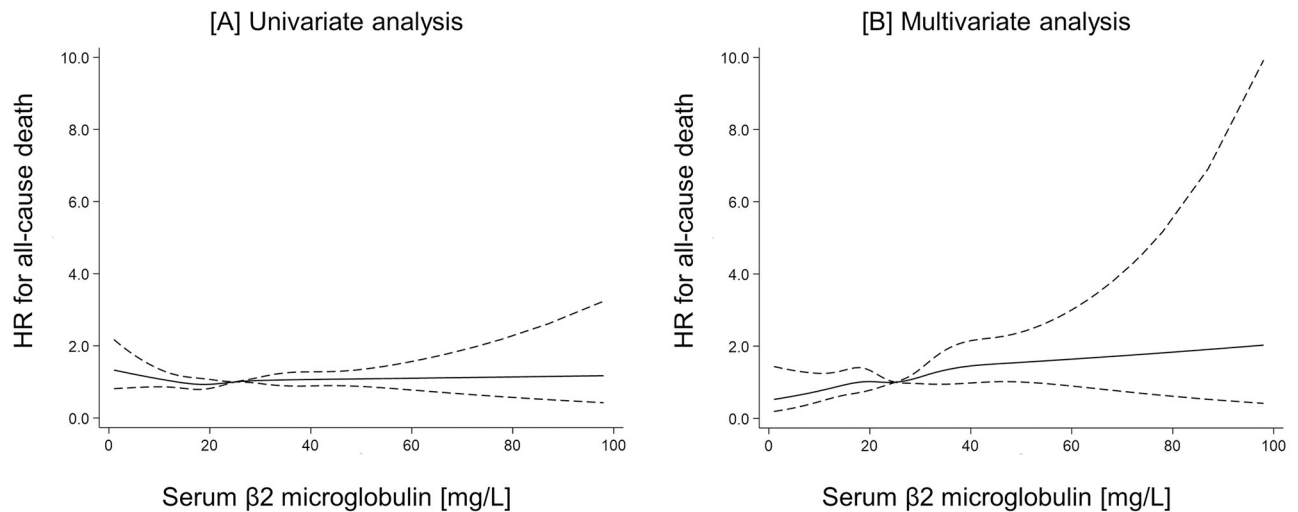 [A] Univariate analysis
HR for all-cause death
10.0
8.0
6.0
4.0
2.0
0.0
0 20 40 60 80 100
Serum β2 microglobulin [mg/L]
[B] Multivariate analysis
HR for all-cause death
10.0
8.0
6.0
4.0
2.0
0.0
0 20 40 60 80 100
Serum β2 microglobulin [mg/L]